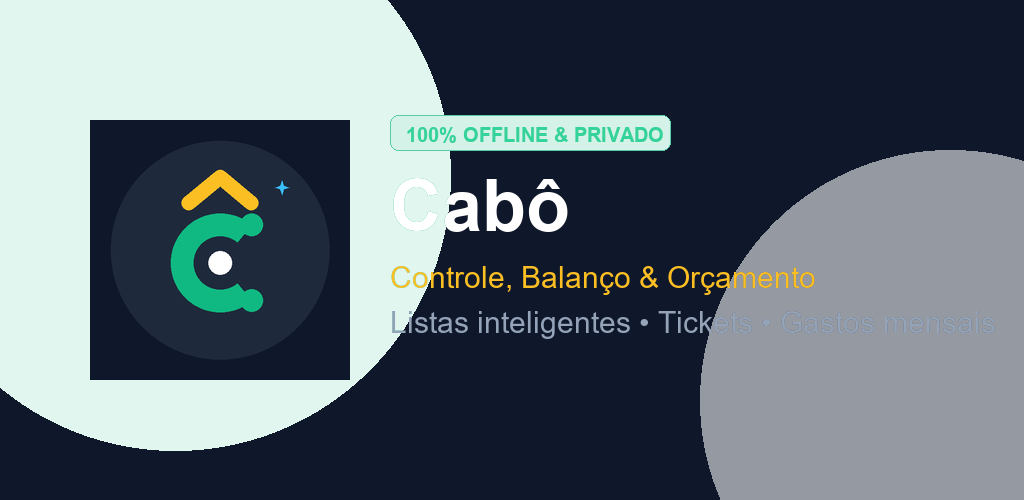 100% OFFLINE & PRIVADO
Cabô
Controle, Balanço & Orçamento
Listas inteligentes • Tickets • Gastos mensais